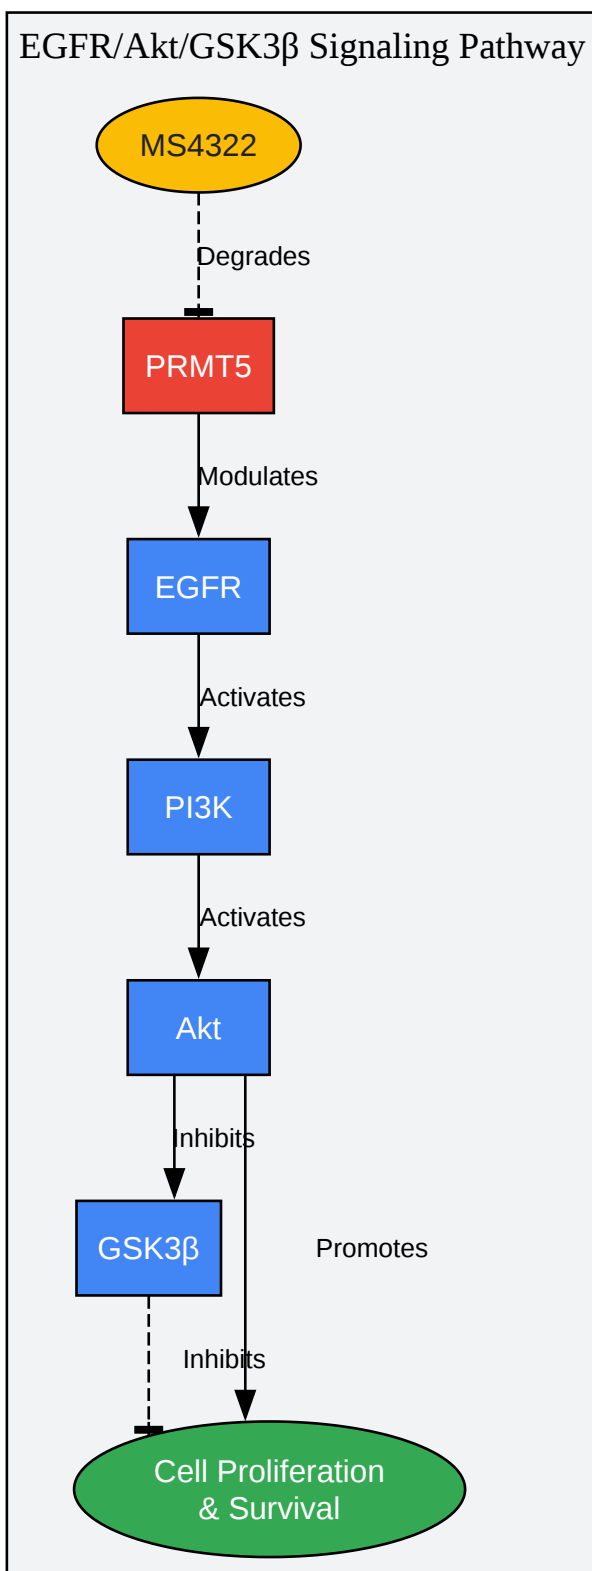 EGFR/Akt/GSK3β Signaling Pathway
MS4322
Degrades
PRMT5
Modulates
EGFR
Activates
PI3K
Activates
Akt
Inhibits
GSK3β
Promotes
Inhibits
Cell Proliferation
& Survival